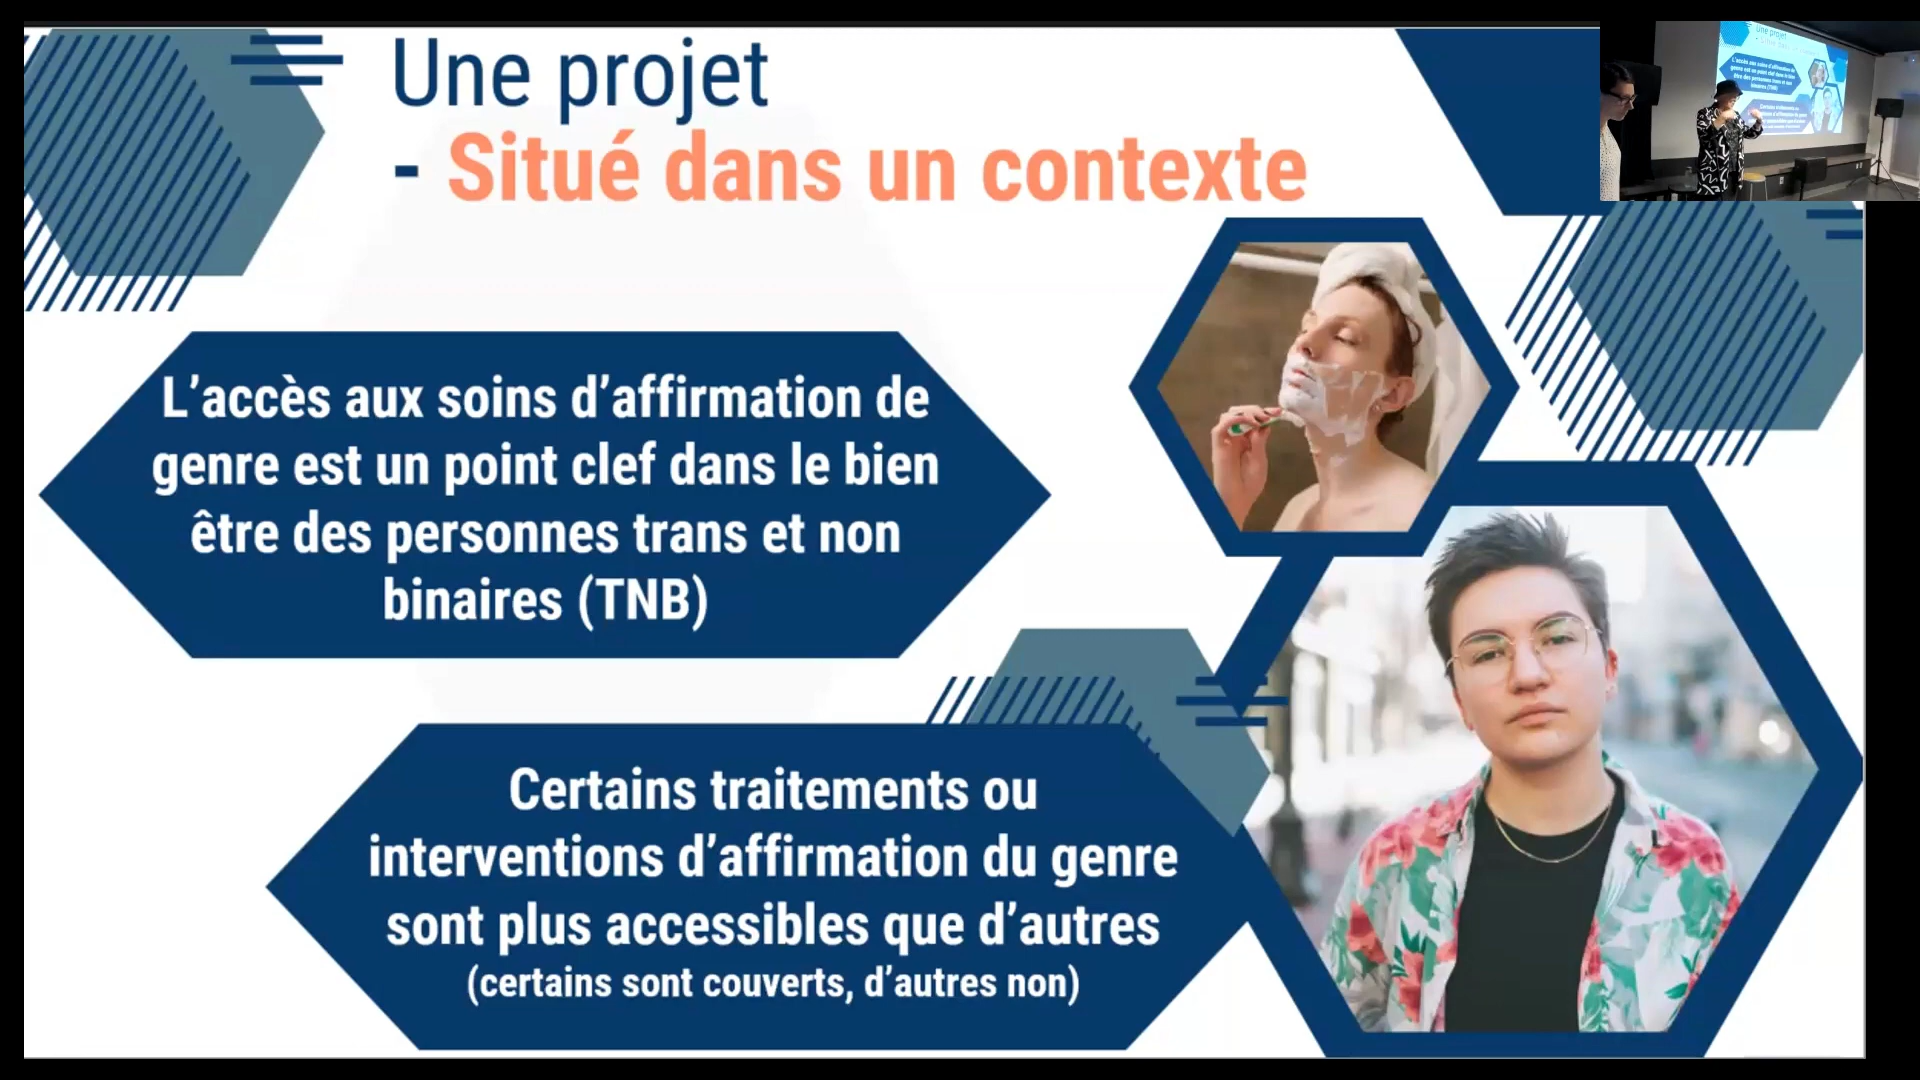 Une projet
- Situé dans un contexte
L’accès aux soins d’affirmation de
genre est un point clef dans le bien
être des personnes trans et non
binaires (TNB)
Certains traitements ou
interventions d’affirmation du genre
sont plus accessibles que d’autres
(certains sont couverts, d’autres non)